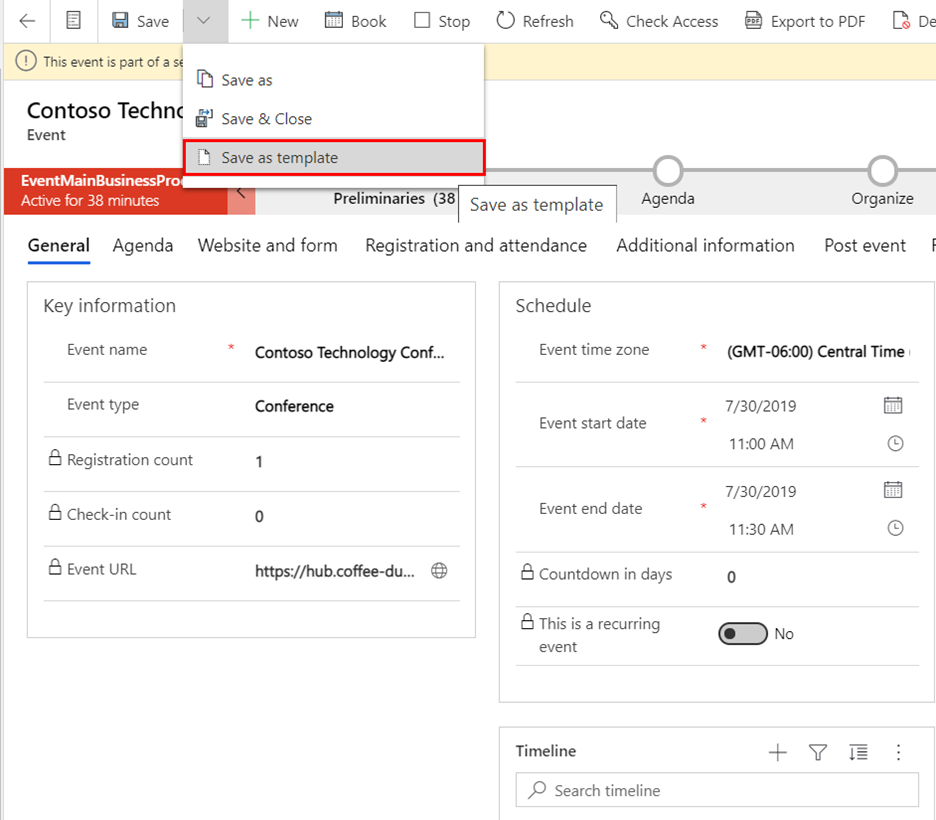 Save
New
Book
Stop
Refresh
Check Access
PDF
Export to PDF
De
This event is part of a se
Save as
Save & Close
Save as template
Contoso Techno
Event
EventMainBusinessProc
Active for 38 minutes
Preliminaries (38
Save as template
Agenda
Organize
General
Agenda
Website and form
Registration and attendance
Additional information
Post event
Key information
Event name *
Contoso Technology Conf...
Event type
Conference
Registration count
1
Check-in count
0
Event URL
https://hub.coffee-du...
Schedule
Event time zone *
(GMT-06:00) Central Time (
Event start date *
7/30/2019
11:00 AM
Event end date *
7/30/2019
11:30 AM
Countdown in days
0
This is a recurring
event
No
Timeline
Search timeline